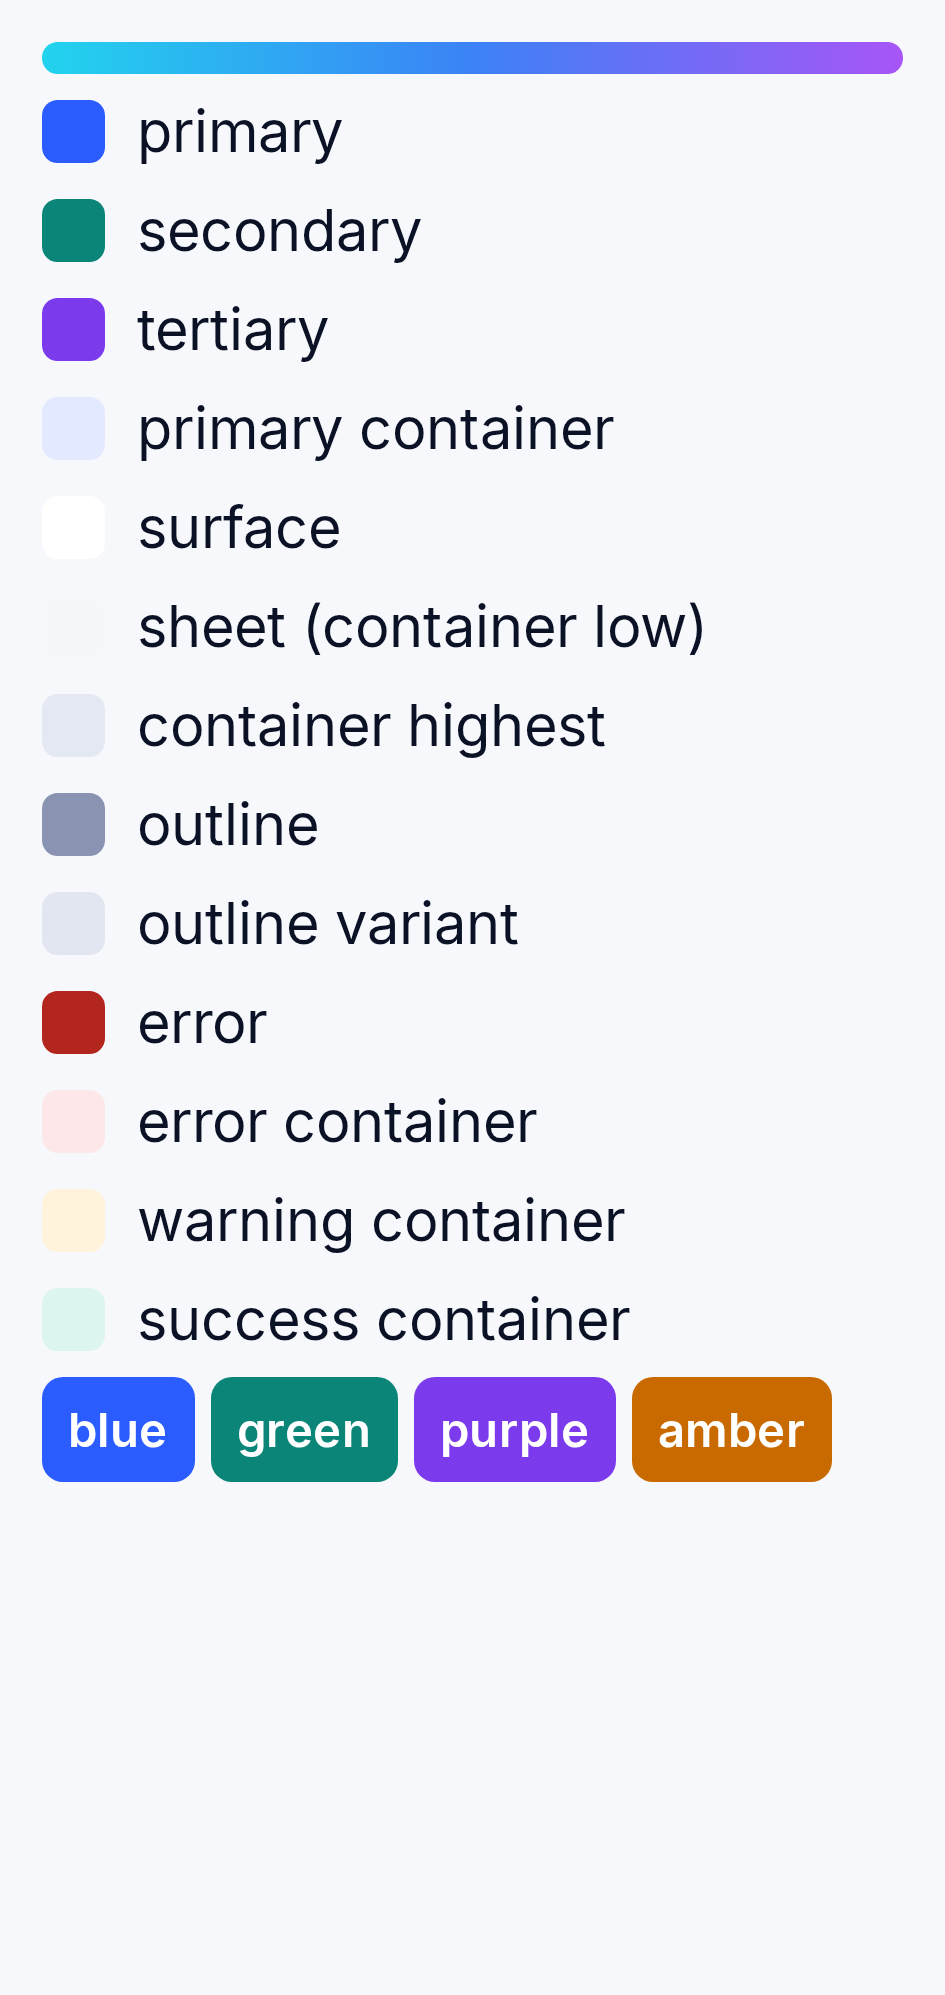 primary
secondary
tertiary
primary container
surface
sheet (container low)
container highest
outline
outline variant
error
error container
warning container
success container
blue green purple amber